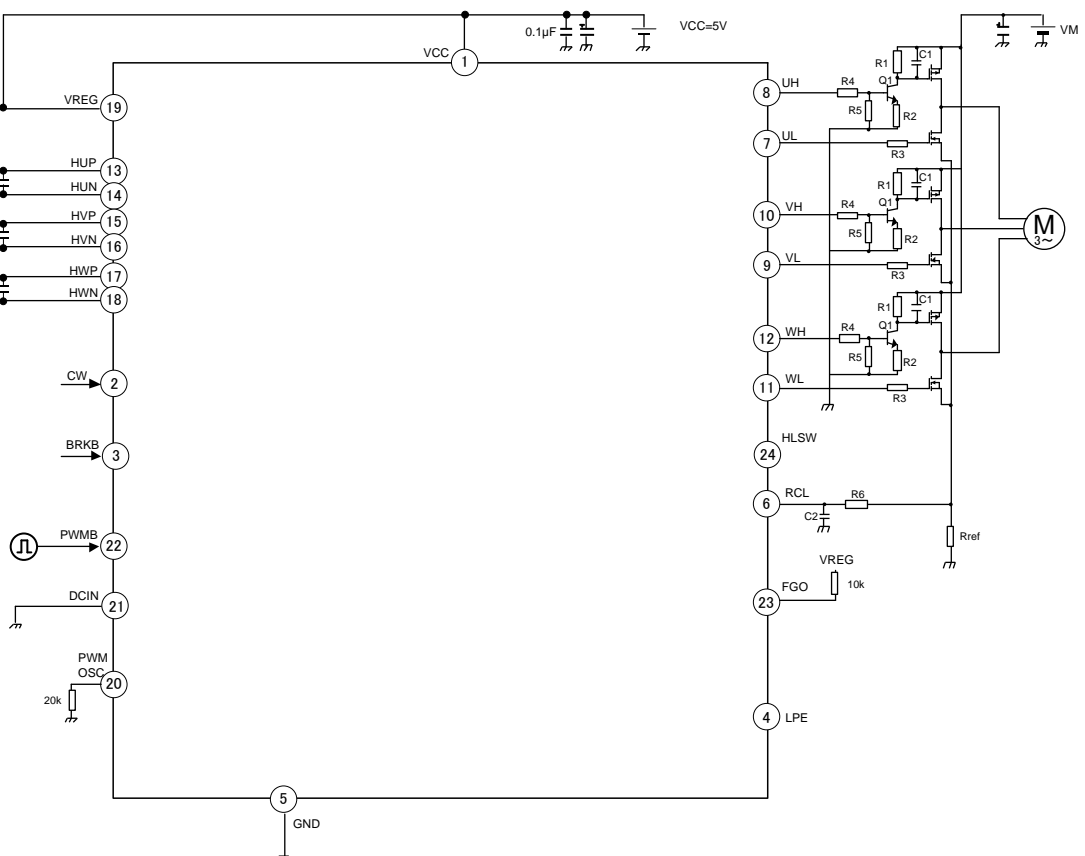 0.1µF
VCC=5V
VM
VCC
1
VREG
19
HUP
13
HUN
14
HVP
15
HVN
16
HWP
17
HWN
18
CW
2
BRKB
3
PWMB
22
DCIN
21
PWM
OSC
20
20k
5
GND
8
UH
R4
R5
Q1
R1
C1
R2
7
UL
R3
10
VH
R4
R5
Q1
R1
C1
R2
9
VL
R3
12
WH
R4
R5
Q1
R1
C1
R2
11
WL
R3
M
3~
HLSW
24
6
RCL
R6
C2
Rref
VREG
10k
FGO
23
4
LPE